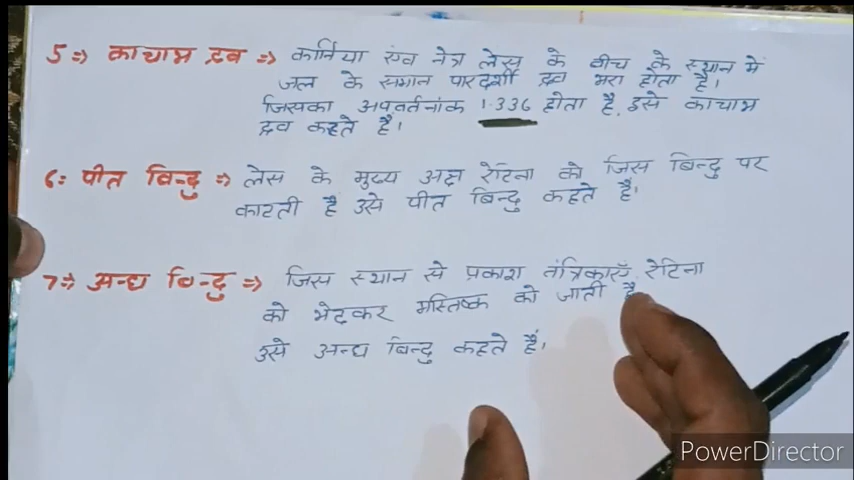 5⇒ काचाभ द्रव ⇒ कार्निया एंव नेत्र लेंस के बीच के स्थान में
जल के समान पारदर्शी द्रव भरा होता है।
जिसका अपवर्तनांक 1.336 होता है, इसे काचाभ
द्रव कहते है।
6: पीत बिन्दु ⇒ लेंस के मुख्य अक्ष रेटिना को जिस बिन्दु पर
काटती है उसे पीत बिन्दु कहते है।
7⇒ अन्ध बिन्दु ⇒ जिस स्थान से प्रकाश तंत्रिकाएँ रेटिना
को भेदकर मस्तिष्क को जाती है
उसे अन्ध बिन्दु कहते है।
PowerDirector